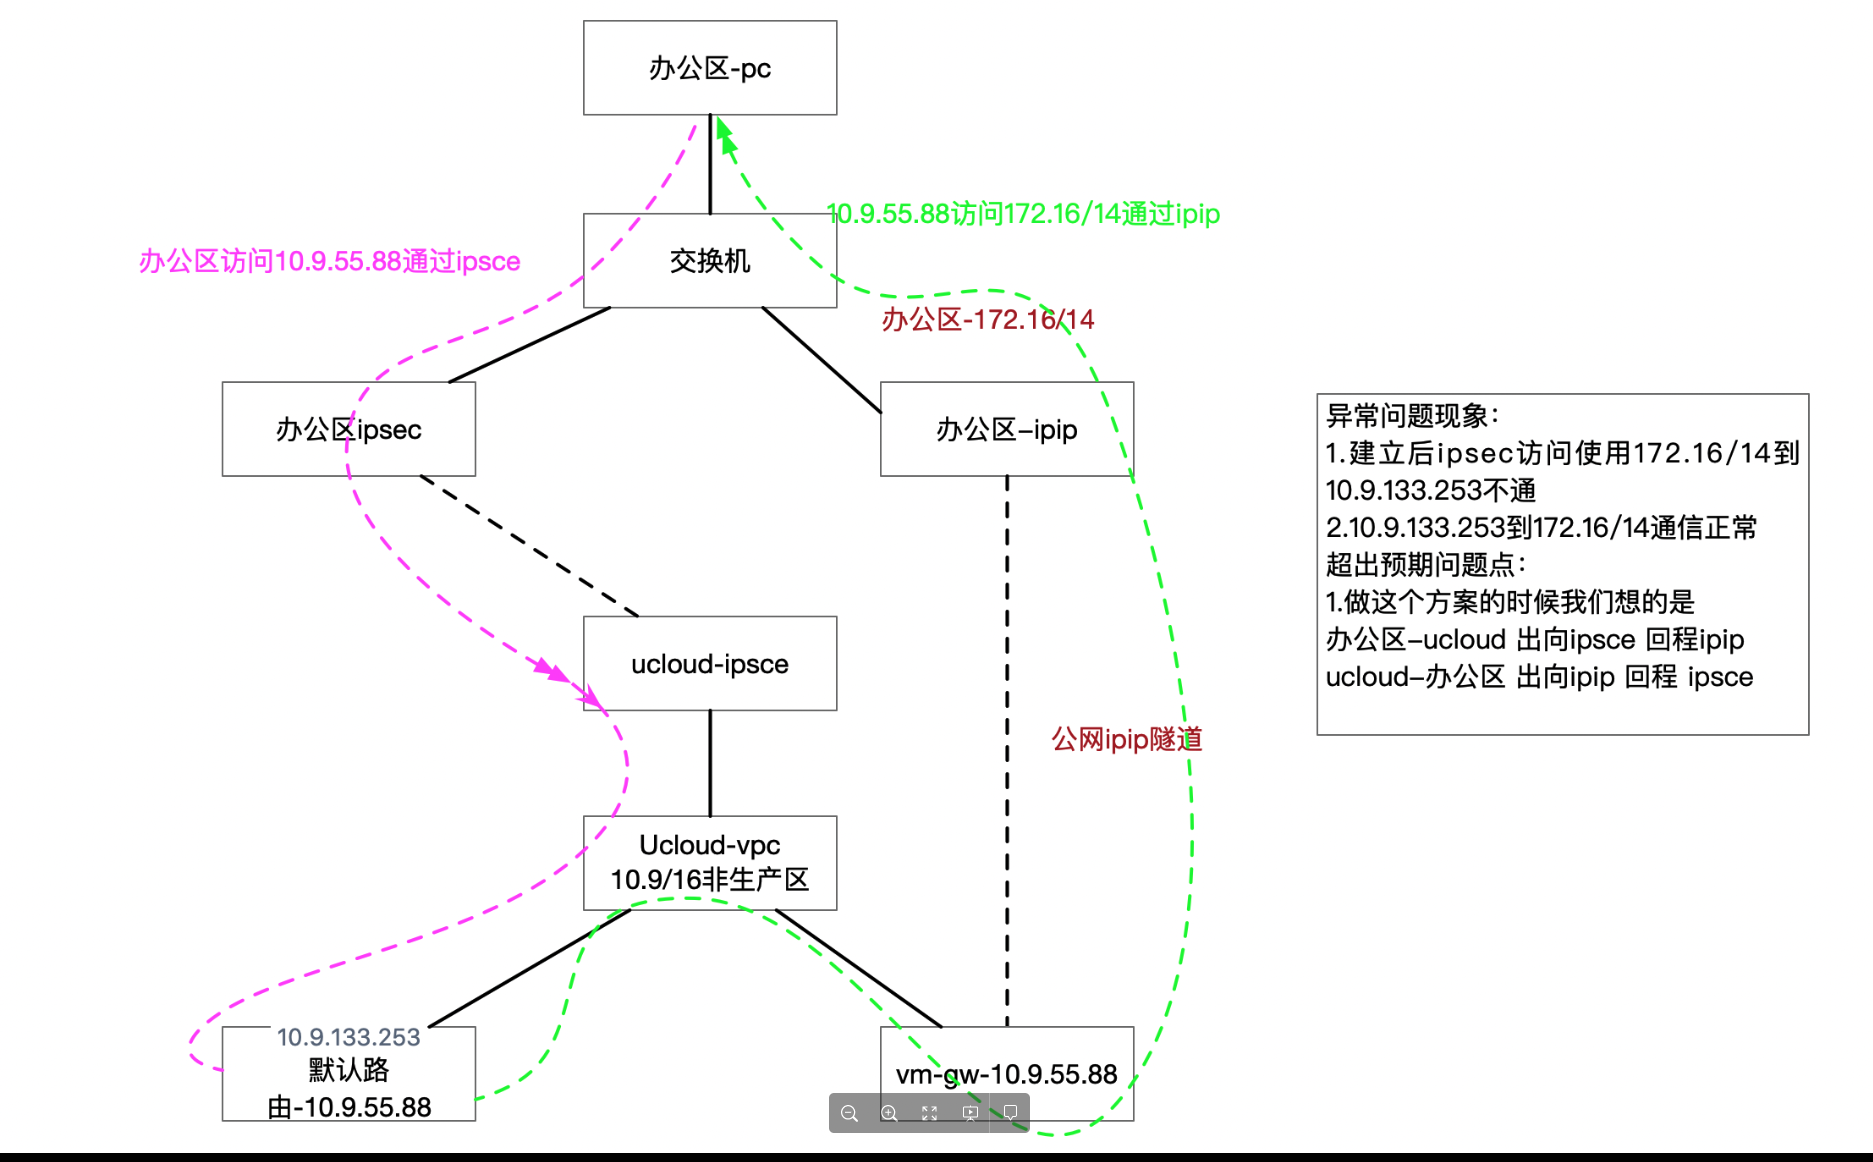 办公区-pc
10.9.55.88访问172.16/14通过ipip
办公区访问10.9.55.88通过ipsce
交换机
办公区-172.16/14
办公区ipsec
办公区-ipip
异常问题现象：
1.建立后ipsec访问使用172.16/14到
10.9.133.253不通
2.10.9.133.253到172.16/14通信正常
超出预期问题点：
1.做这个方案的时候我们想的是
办公区-ucloud 出向ipsce 回程ipip
ucloud-办公区 出向ipip 回程 ipsce
ucloud-ipsce
公网ipip隧道
Ucloud-vpc
10.9/16非生产区
10.9.133.253
默认路
由-10.9.55.88
vm-gw-10.9.55.88